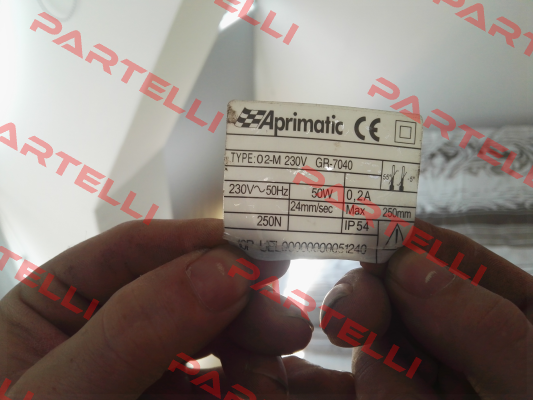 PARTELLI
PARTELLI
PARTELLI
Aprimatic CE
TYPE: 02-M 230V GR-7040
230V~50Hz 50W 0,2A
24mm/sec Max 250mm
250N IP54
PARTELLI
PARTELLI
PARTELLI
PARTELLI
PARTELLI